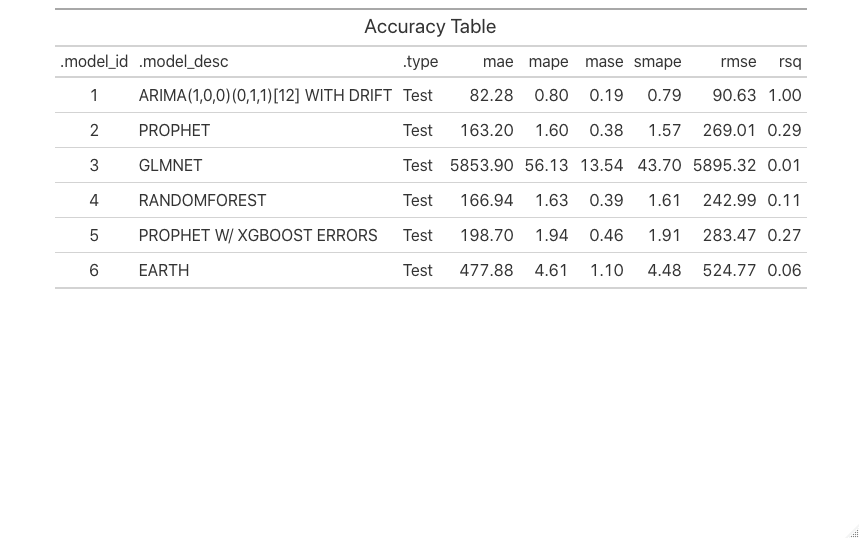 Accuracy Table
.model_id .model_desc .type mae mape mase smape rmse rsq
1 ARIMA(1,0,0)(0,1,1)[12] WITH DRIFT Test 82.28 0.80 0.19 0.79 90.63 1.00
2 PROPHET Test 163.20 1.60 0.38 1.57 269.01 0.29
3 GLMNET Test 5853.90 56.13 13.54 43.70 5895.32 0.01
4 RANDOMFOREST Test 166.94 1.63 0.39 1.61 242.99 0.11
5 PROPHET W/ XGBOOST ERRORS Test 198.70 1.94 0.46 1.91 283.47 0.27
6 EARTH Test 477.88 4.61 1.10 4.48 524.77 0.06